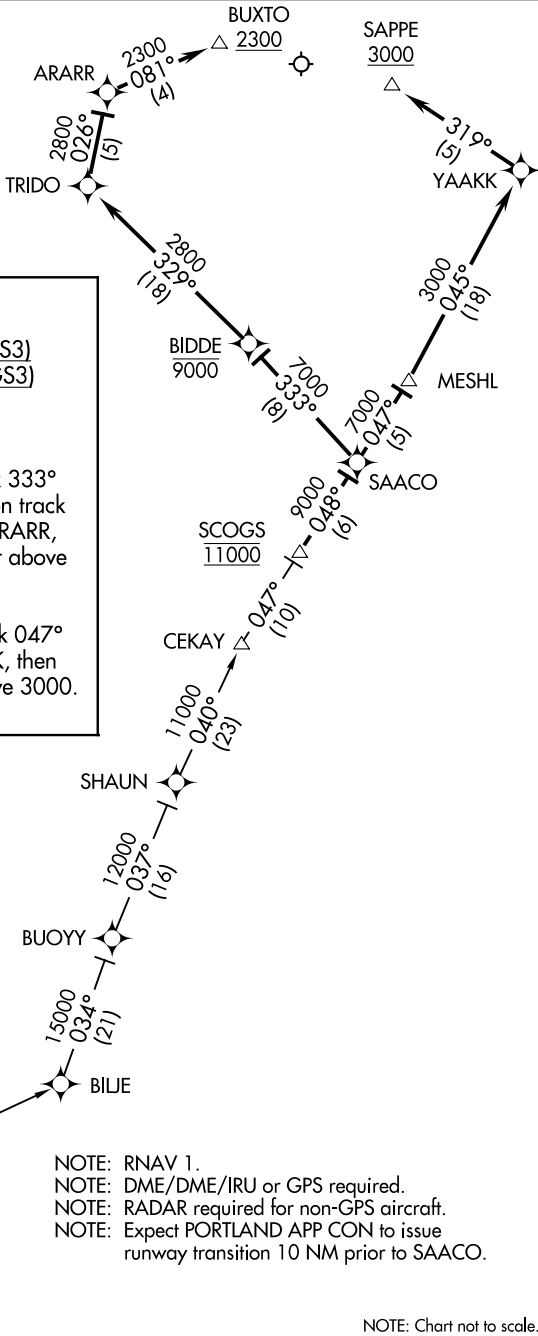 BUXTO
2300
SAPPE
3000
ARARR
2300
081°
(4)
2800
026°
(5)
319°
(5)
TRIDO
YAAKK
2800
329°
(18)
3000
045°
(18)
BIDDE
9000
7000
333°
(8)
MESHL
7000
047°
(5)
SAACO
S3)
GS3)
9000
048°
(6)
SCOGS
11000
333°
on track
RARR,
r above
047°
(10)
CEKAY
k 047°
K, then
ve 3000.
11000
040°
(23)
SHAUN
12000
037°
(16)
BUOYY
15000
034°
(21)
BILJE
NOTE: RNAV 1.
NOTE: DME/DME/IRU or GPS required.
NOTE: RADAR required for non-GPS aircraft.
NOTE: Expect PORTLAND APP CON to issue
runway transition 10 NM prior to SAACO.
NOTE: Chart not to scale.